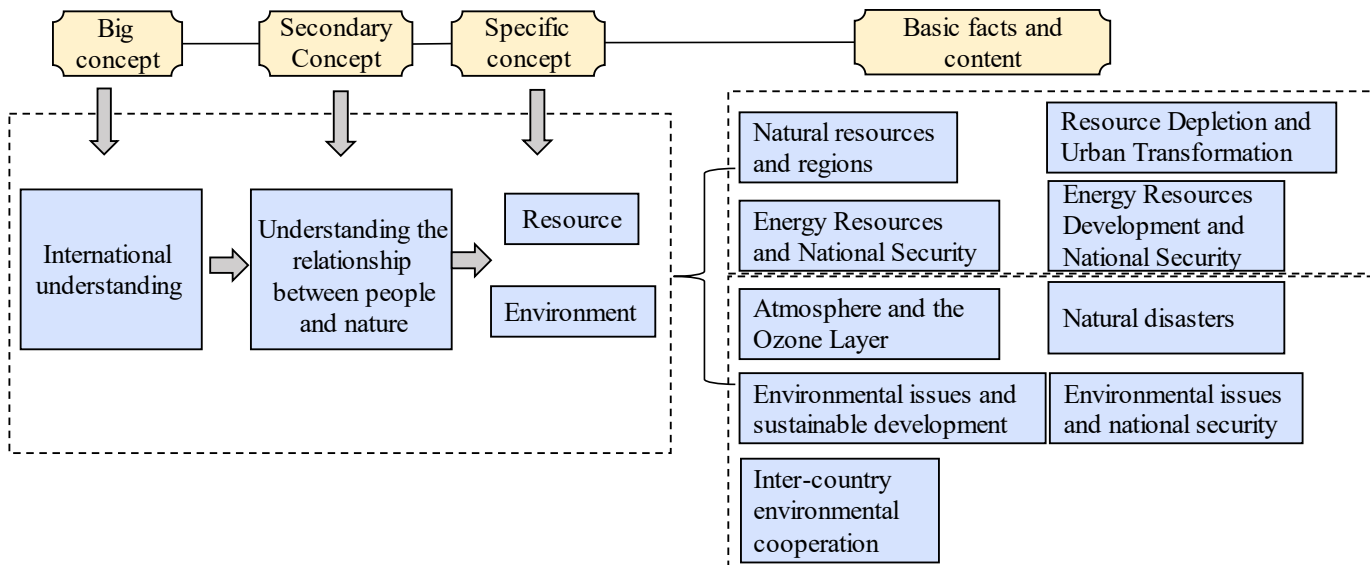 Big
concept
Secondary
Concept
Specific
concept
Basic facts and
content
International
understanding
Understanding the
relationship
between people
and nature
Resource
Environment
Natural resources
and regions
Resource Depletion and
Urban Transformation
Energy Resources
and National Security
Energy Resources
Development and
National Security
Atmosphere and the
Ozone Layer
Natural disasters
Environmental issues and
sustainable development
Environmental issues
and national security
Inter-country
environmental
cooperation